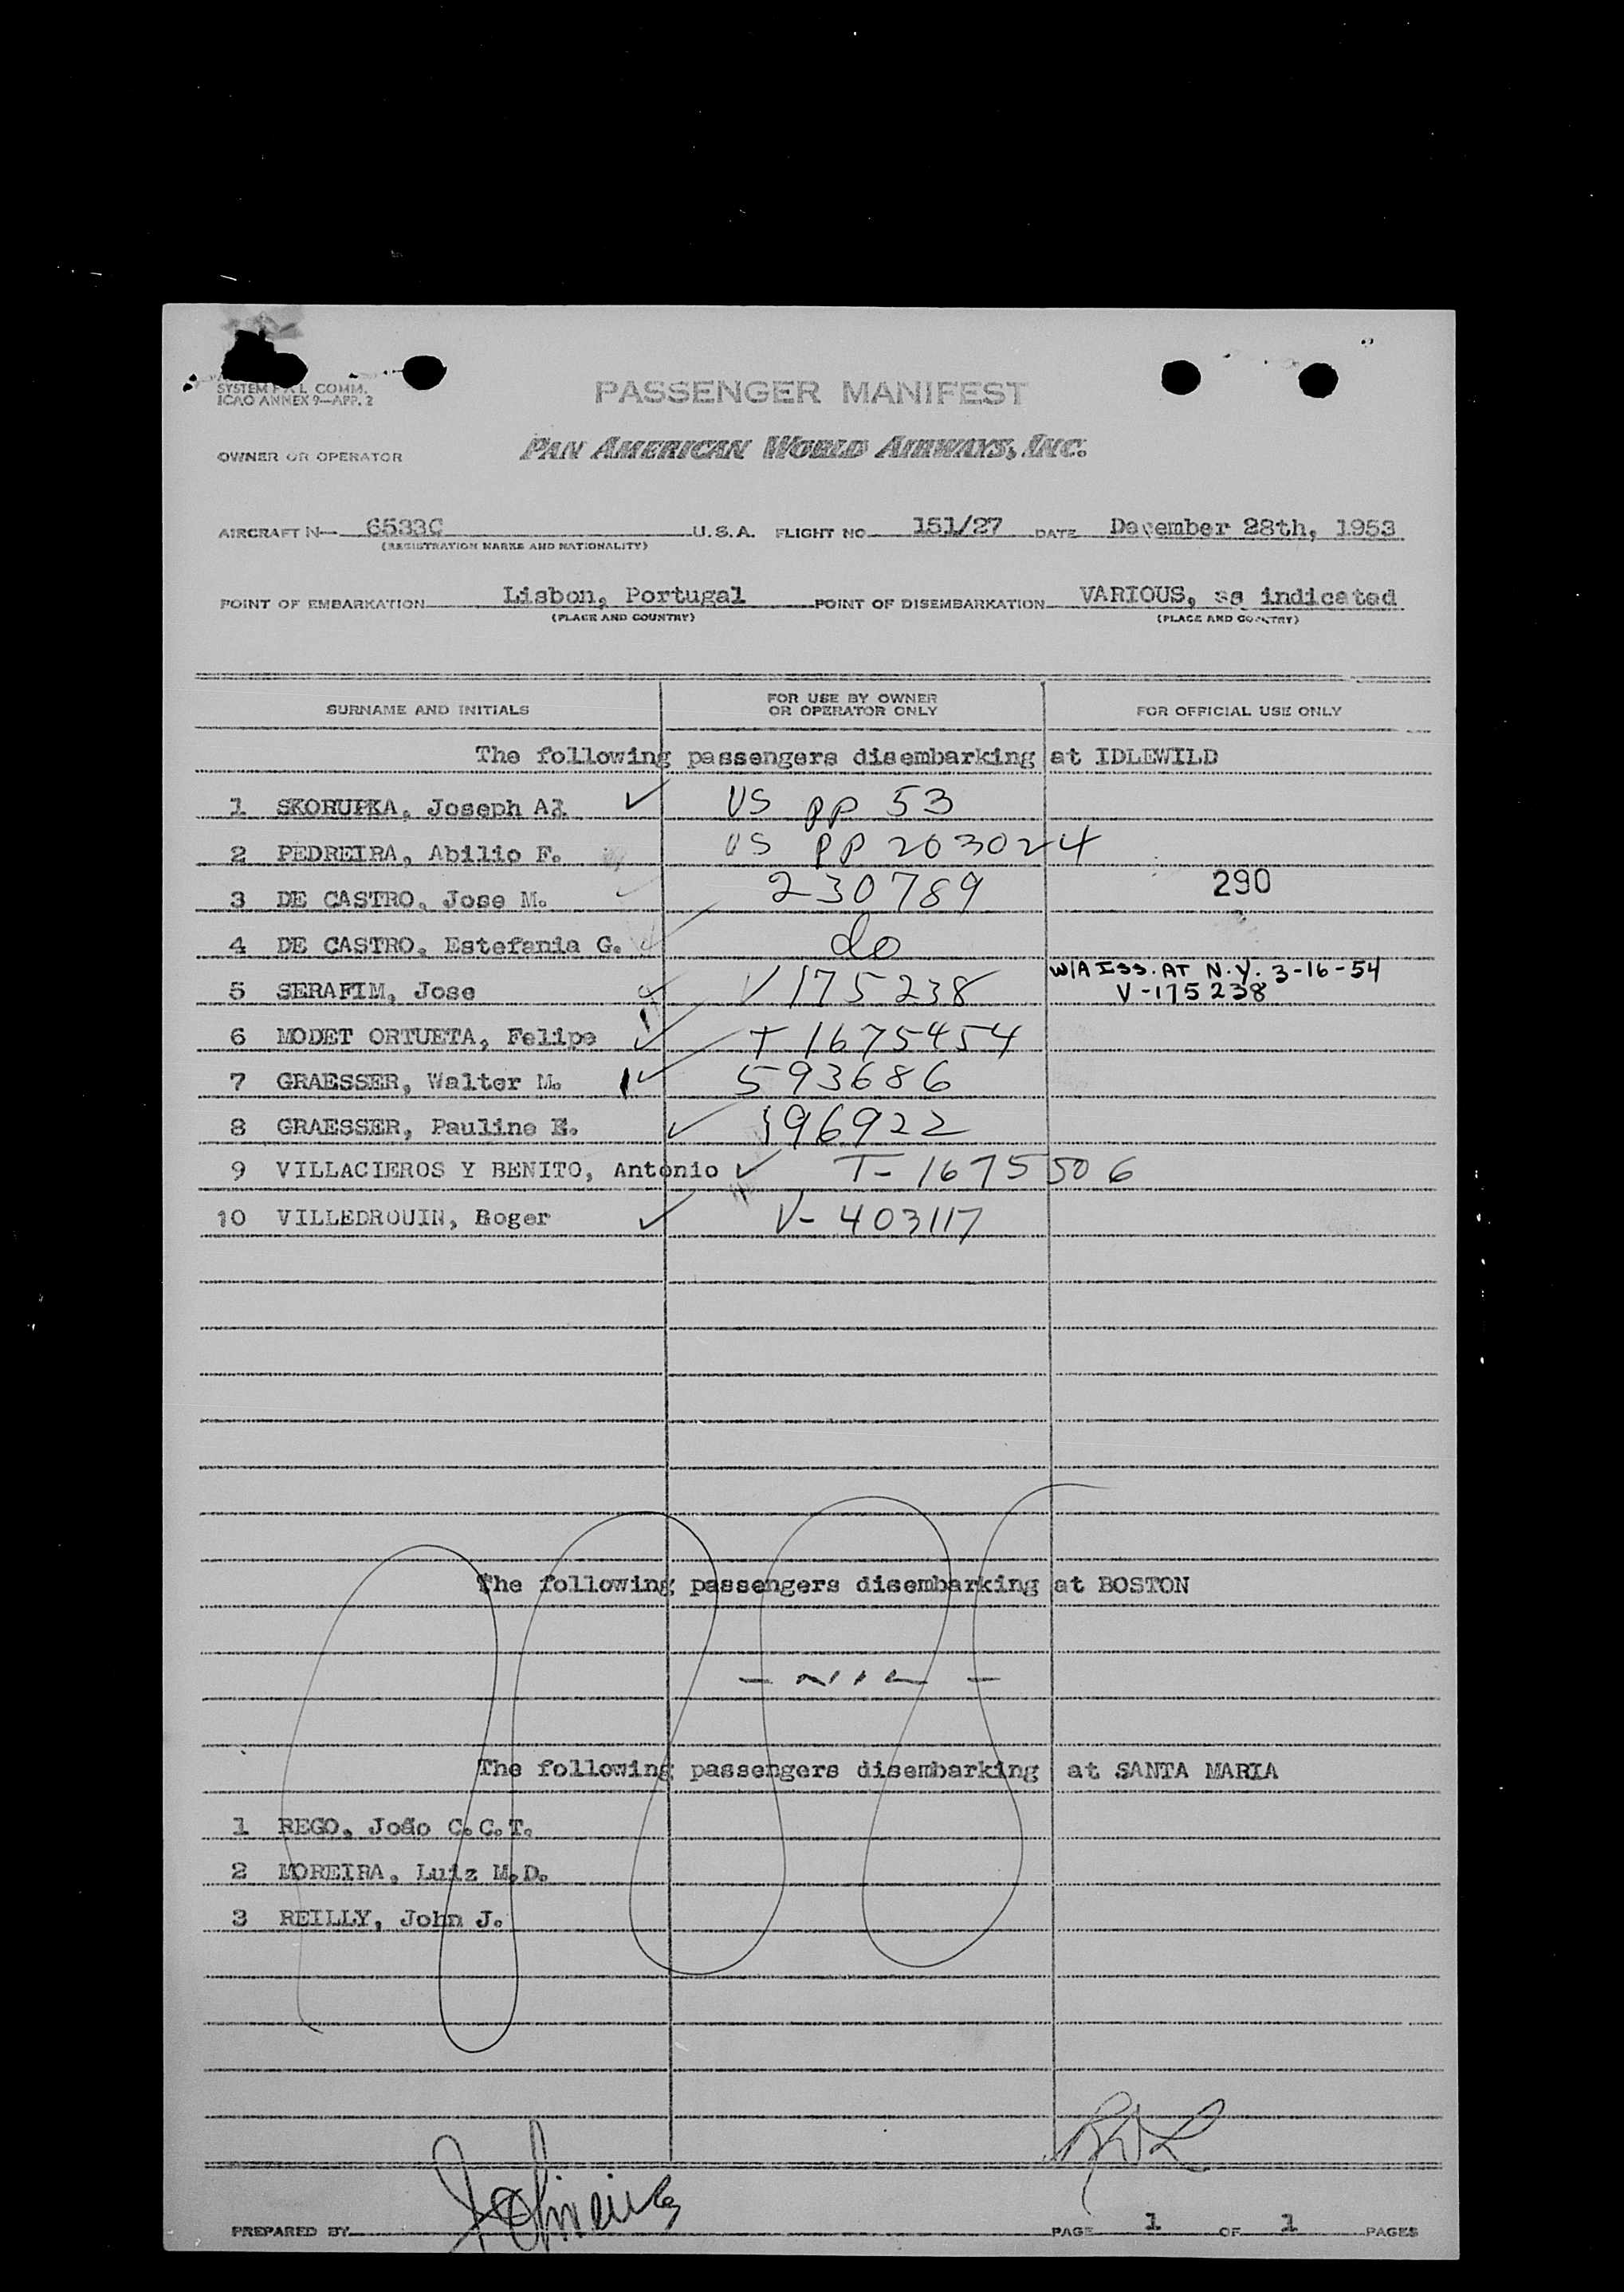 SYSTEM COMM.
ICAO ANNEX 9—APP. 2
PASSENGER MANIFEST
OWNER OR OPERATOR PAN AMERICAN WORLD AIRWAYS, INC.
AIRCRAFT N— 6533C U.S.A. FLIGHT NO 151/27 DATE December 28th, 1953
(REGISTRATION MARKS AND NATIONALITY)
POINT OF EMBARKATION Lisbon, Portugal POINT OF DISEMBARKATION VARIOUS, as indicated
(PLACE AND COUNTRY) (PLACE AND COUNTRY)
SURNAME AND INITIALS FOR USE BY OWNER OR OPERATOR ONLY FOR OFFICIAL USE ONLY
The following passengers disembarking at IDLEWILD
1 SKORUPKA, Joseph ✓ US pp 53
2 PEDREIRA, Abilio F. US PP 203024
3 DE CASTRO, Jose M. ✓ 230789 290
4 DE CASTRO, Estefania G. ✓ do
5 SERAFIM, Jose V 175238 W/A ISS. AT N.Y. 3-16-54
V-175238
6 MODET ORTUETA, Felipe ✓ T 1675454
7 GRAESSER, Walter M. ✓ 593686
8 GRAESSER, Pauline E. ✓ 96922
9 VILLACIEROS Y BENITO, Antonio ✓ T-1675506
10 VILLEDROUIN, Roger ✓ V-403117
The following passengers disembarking at BOSTON
— NIL —
The following passengers disembarking at SANTA MARIA
1 REGO, João C.C.T.
2 MOREIRA, Luiz M.D.
3 REILLY, John J.
PREPARED BY PAGE 1 OF 1 PAGES